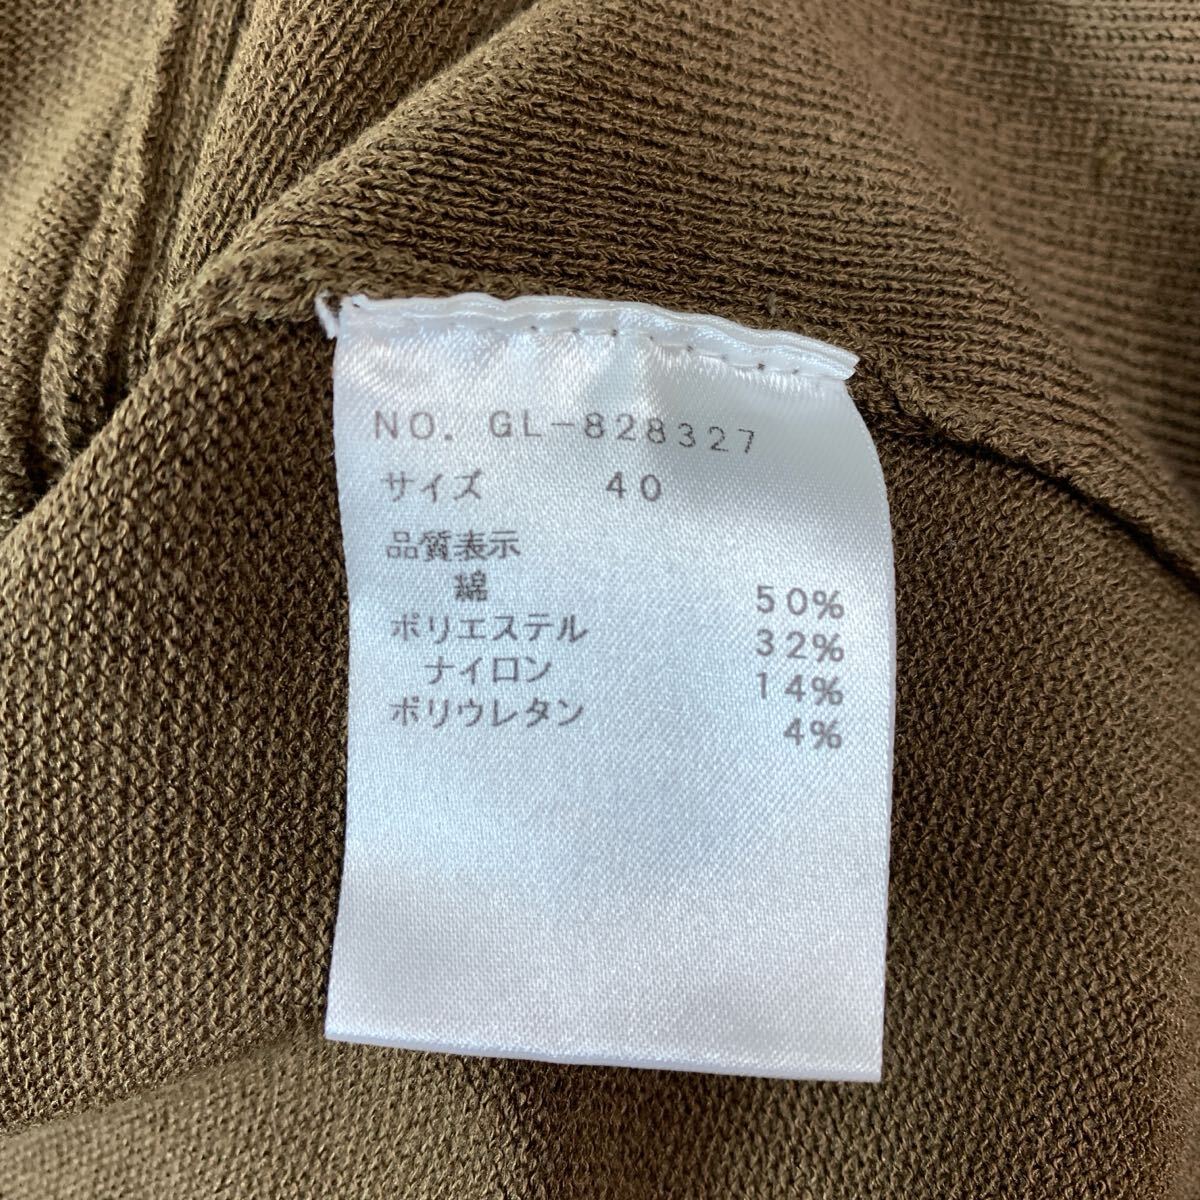 NO. GL-828327
サイズ 40
品質表示
綿 50%
ポリエステル 32%
ナイロン 14%
ポリウレタン 4%